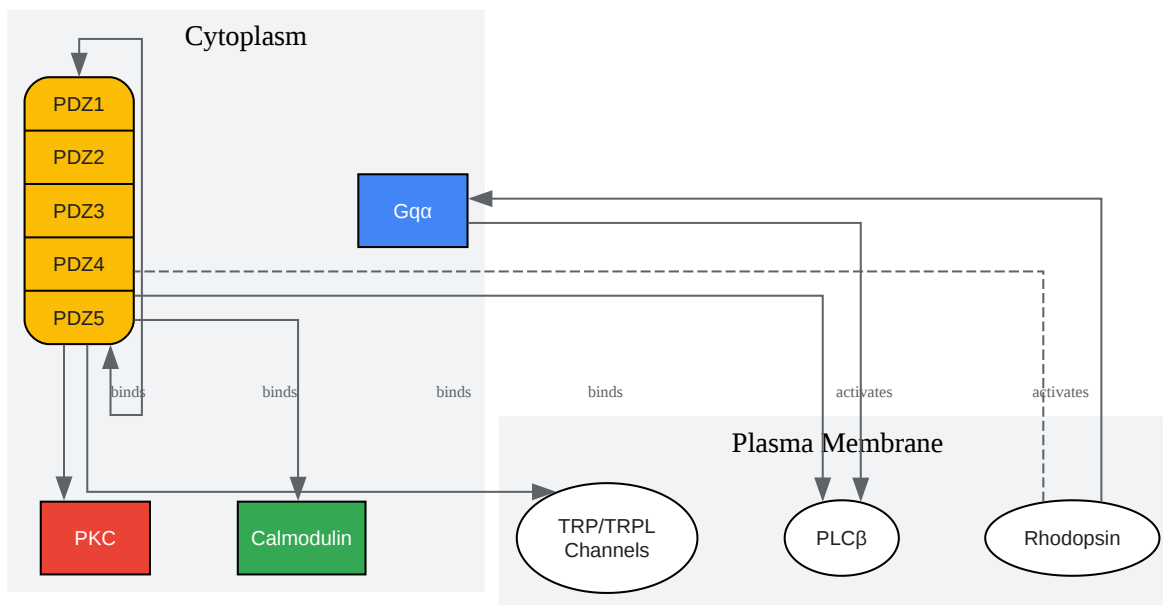 Cytoplasm
PDZ1
PDZ2
PDZ3
PDZ4
PDZ5
Gqα
binds
binds
binds
binds
activates
activates
Plasma Membrane
PKC
Calmodulin
TRP/TRPL
Channels
PLCβ
Rhodopsin